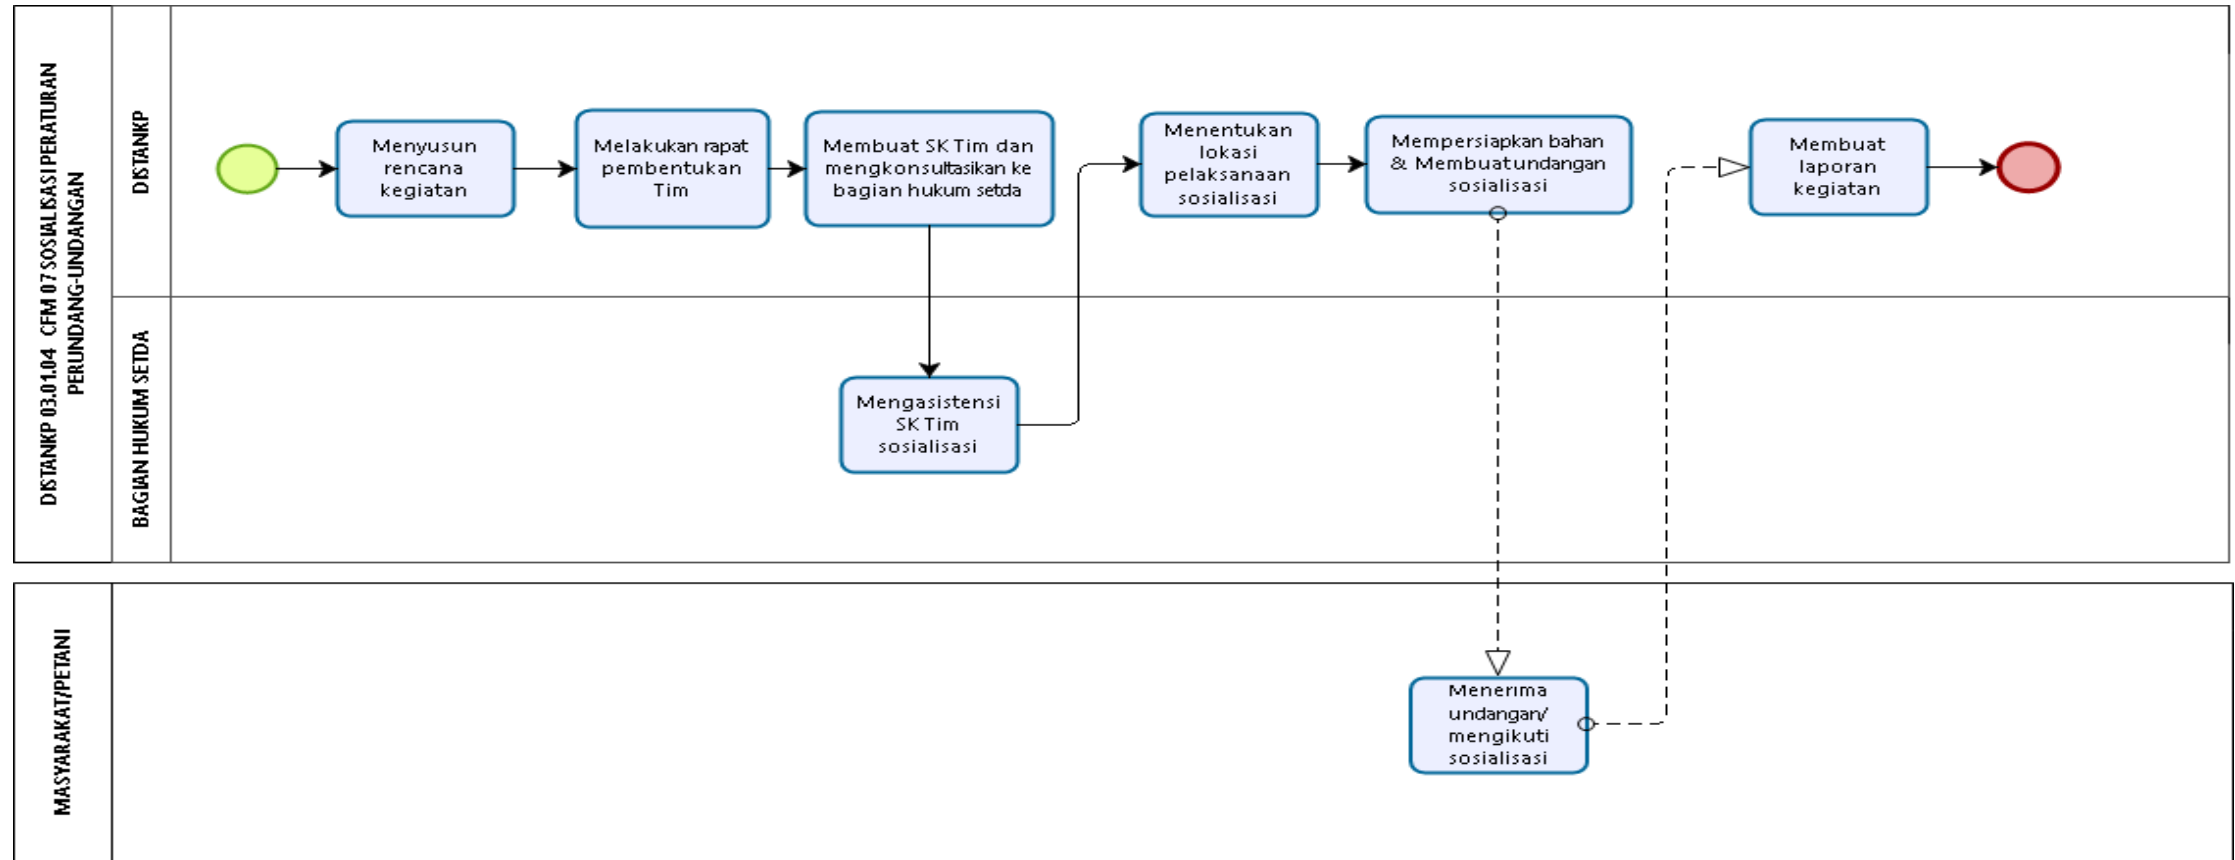 DISTANKP 03.01.04 CFM 07 SOSIALISASI PERATURAN
PERUNDANG-UNDANGAN
DISTANKP
Menyusun
rencana
kegiatan
Melakukan rapat
pembentukan
Tim
Membuat SK Tim dan
mengkonsultasikan ke
bagian hukum setda
Menentukan
lokasi
pelaksanaan
sosialisasi
Mempersiapkan bahan
& Membuat undangan
sosialisasi
Membuat
laporan
kegiatan
BAGIAN HUKUM SETDA
Mengasistensi
SK Tim
sosialisasi
MASYARAKAT/PETANI
Menerima
undangan/
mengikuti
sosialisasi